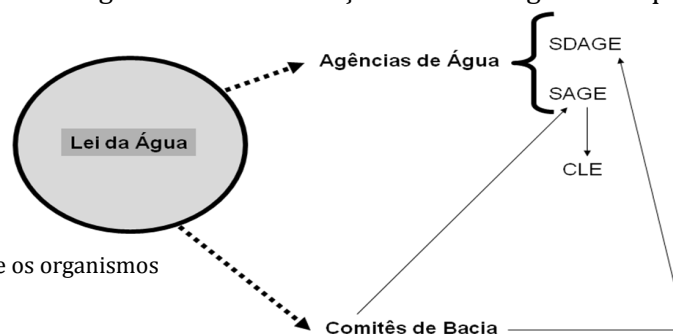 Agências de Água
SDAGE
SAGE
Lei da Água
CLE
e os organismos
Comitês de Bacia